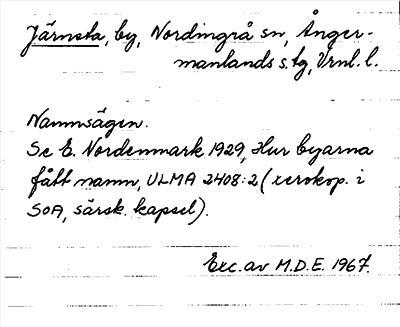 Järnsta, by, Nordingrå sn, Ånger-
manlands s. tg, Vrnl. l.
Namnsägen.
Se E. Nordenmark 1929, Hur byarna
fått namn, ULMA 2408:2 (xerokop. i
SOA, särsk. kapsel).
Exc. av M.D.E. 1967.